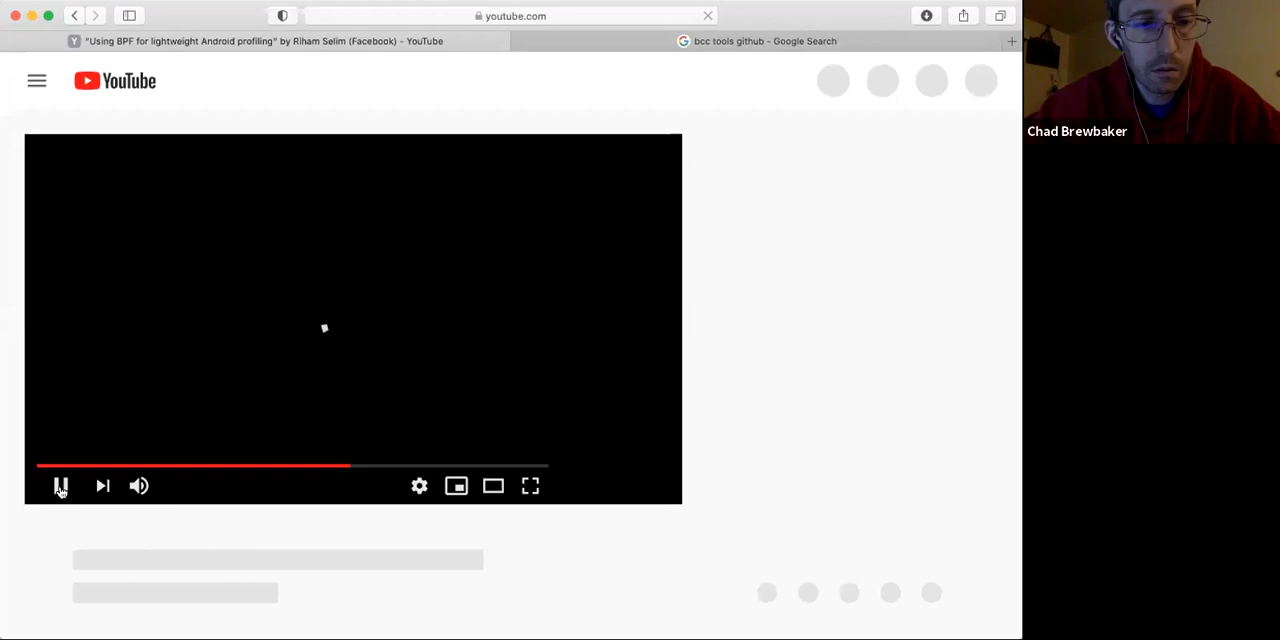 youtube.com
Y "Using BPF for lightweight Android profiling" by Riham Selim (Facebook) - YouTube
G bcc tools github - Google Search
YouTube
Chad Brewbaker